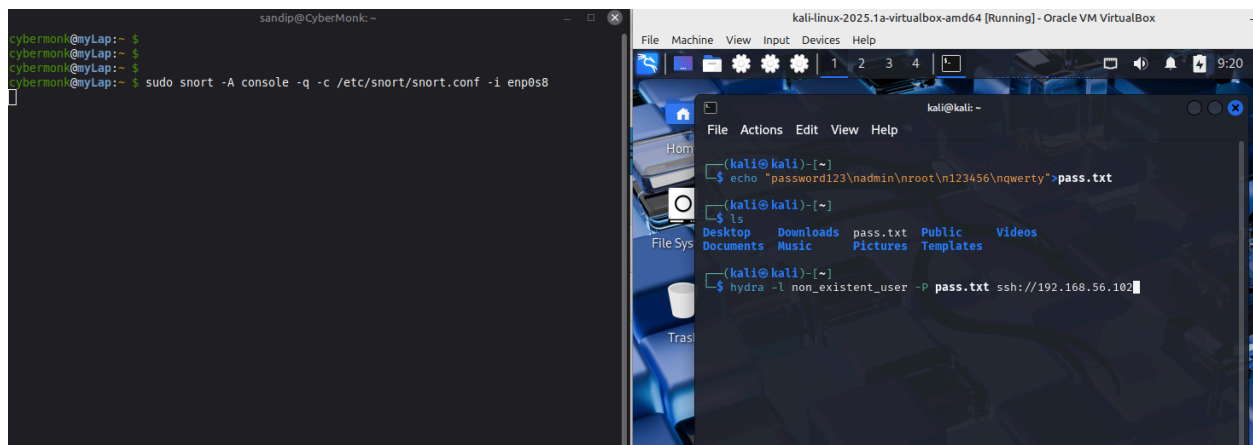 sandip@CyberMonk: ~
cybermonk@myLap:~ $
cybermonk@myLap:~ $
cybermonk@myLap:~ $
cybermonk@myLap:~ $ sudo snort -A console -q -c /etc/snort/snort.conf -i enp0s8
kali-linux-2025.1a-virtualbox-amd64 [Running] - Oracle VM VirtualBox
File Machine View Input Devices Help
1 2 3 4 9:20
kali@kali: ~
File Actions Edit View Help
Hom
File Sys
Tras
┌──(kali㉿kali)-[~]
└─$ echo "password123\nadmin\nroot\n123456\nqwerty">pass.txt
┌──(kali㉿kali)-[~]
└─$ ls
Desktop Downloads pass.txt Public Videos
Documents Music Pictures Templates
┌──(kali㉿kali)-[~]
└─$ hydra -l non_existent_user -P pass.txt ssh://192.168.56.102